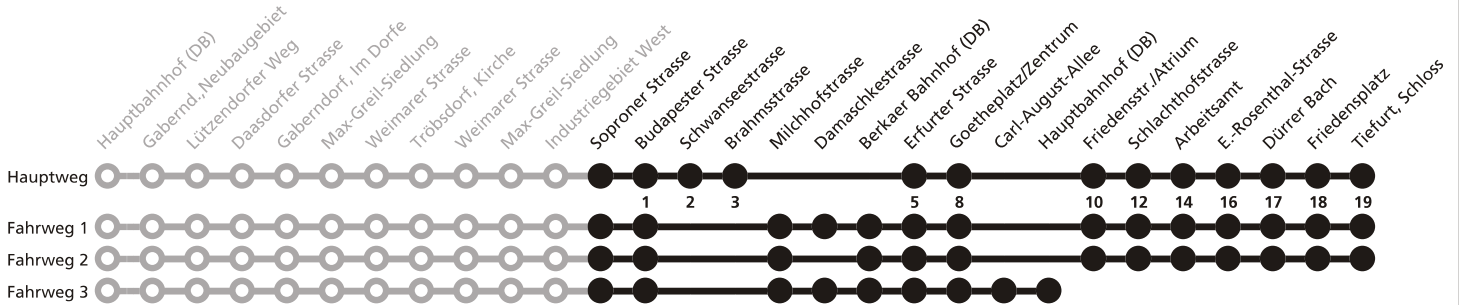 Hauptbahnhof (DB)
Gabernd., Neubaugebiet
Lützendorfer Weg
Daasdorfer Strasse
Gaberndorf, Im Dorfe
Max-Greil-Siedlung
Weimarer Strasse
Tröbsdorf, Kirche
Weimarer Strasse
Max-Greil-Siedlung
Industriegebiet West
Soproner Strasse
Budapester Strasse
Schwanseestrasse
Brahmsstrasse
Milchhofstrasse
Damaschkestrasse
Berkaer Bahnhof (DB)
Erfurter Strasse
Goetheplatz/Zentrum
Carl-August-Allee
Hauptbahnhof (DB)
Friedensstr./Atrium
Schlachthofstrasse
Arbeitsamt
E.-Rosenthal-Strasse
Dürrer Bach
Friedensplatz
Tiefurt, Schloss
Hauptweg
1 2 3 5 8 10 12 14 16 17 18 19
Fahrweg 1
Fahrweg 2
Fahrweg 3